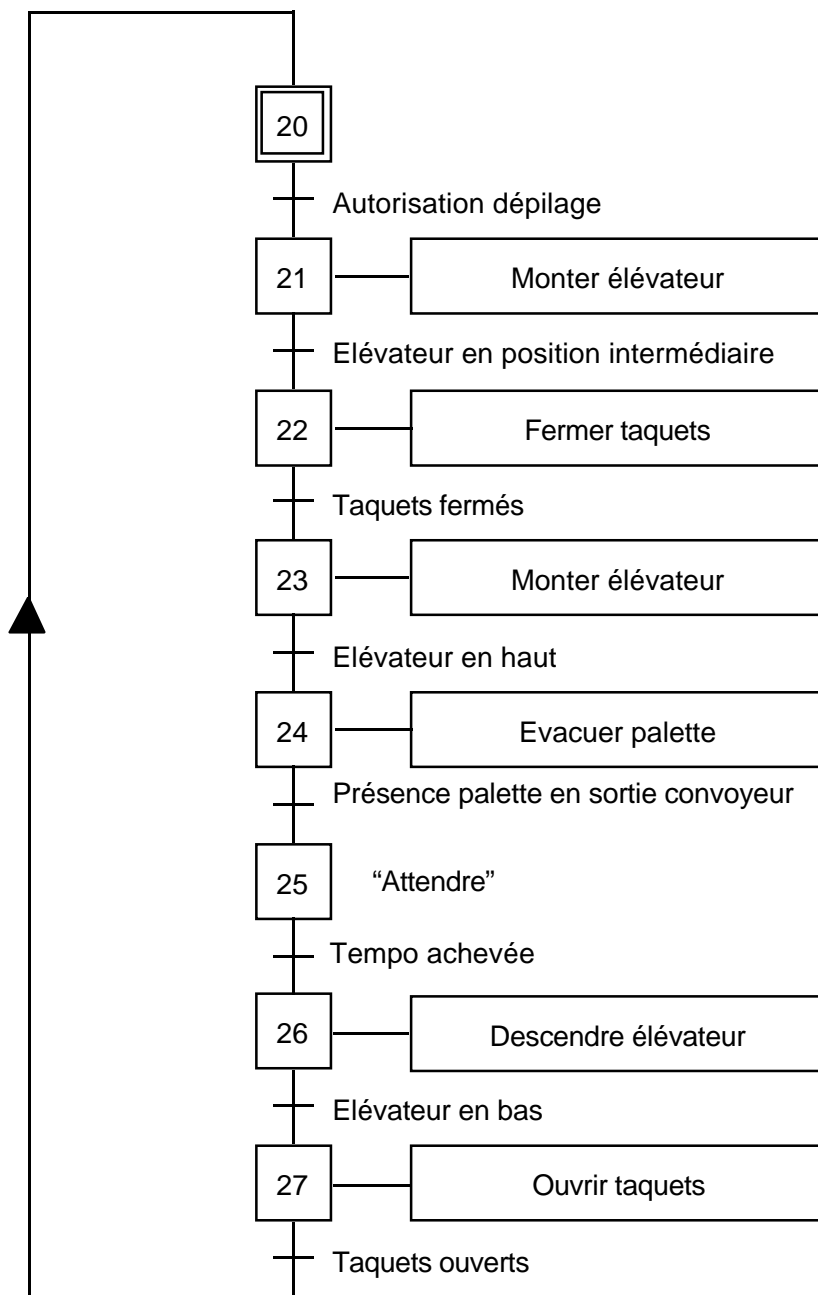 20
Autorisation dépilage
21 Monter élévateur
Elévateur en position intermédiaire
22 Fermer taquets
Taquets fermés
23 Monter élévateur
Elévateur en haut
24 Evacuer palette
Présence palette en sortie convoyeur
25 “Attendre”
Tempo achevée
26 Descendre élévateur
Elévateur en bas
27 Ouvrir taquets
Taquets ouverts